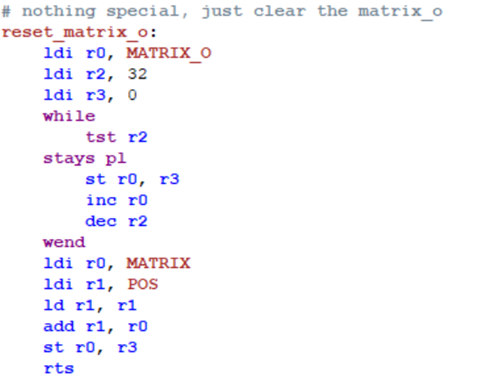 # nothing special, just clear the matrix_o
reset_matrix_o:
    ldi r0, MATRIX_O
    ldi r2, 32
    ldi r3, 0
    while
        tst r2
    stays pl
        st r0, r3
        inc r0
        dec r2
    wend
    ldi r0, MATRIX
    ldi r1, POS
    ld r1, r1
    add r1, r0
    st r0, r3
    rts